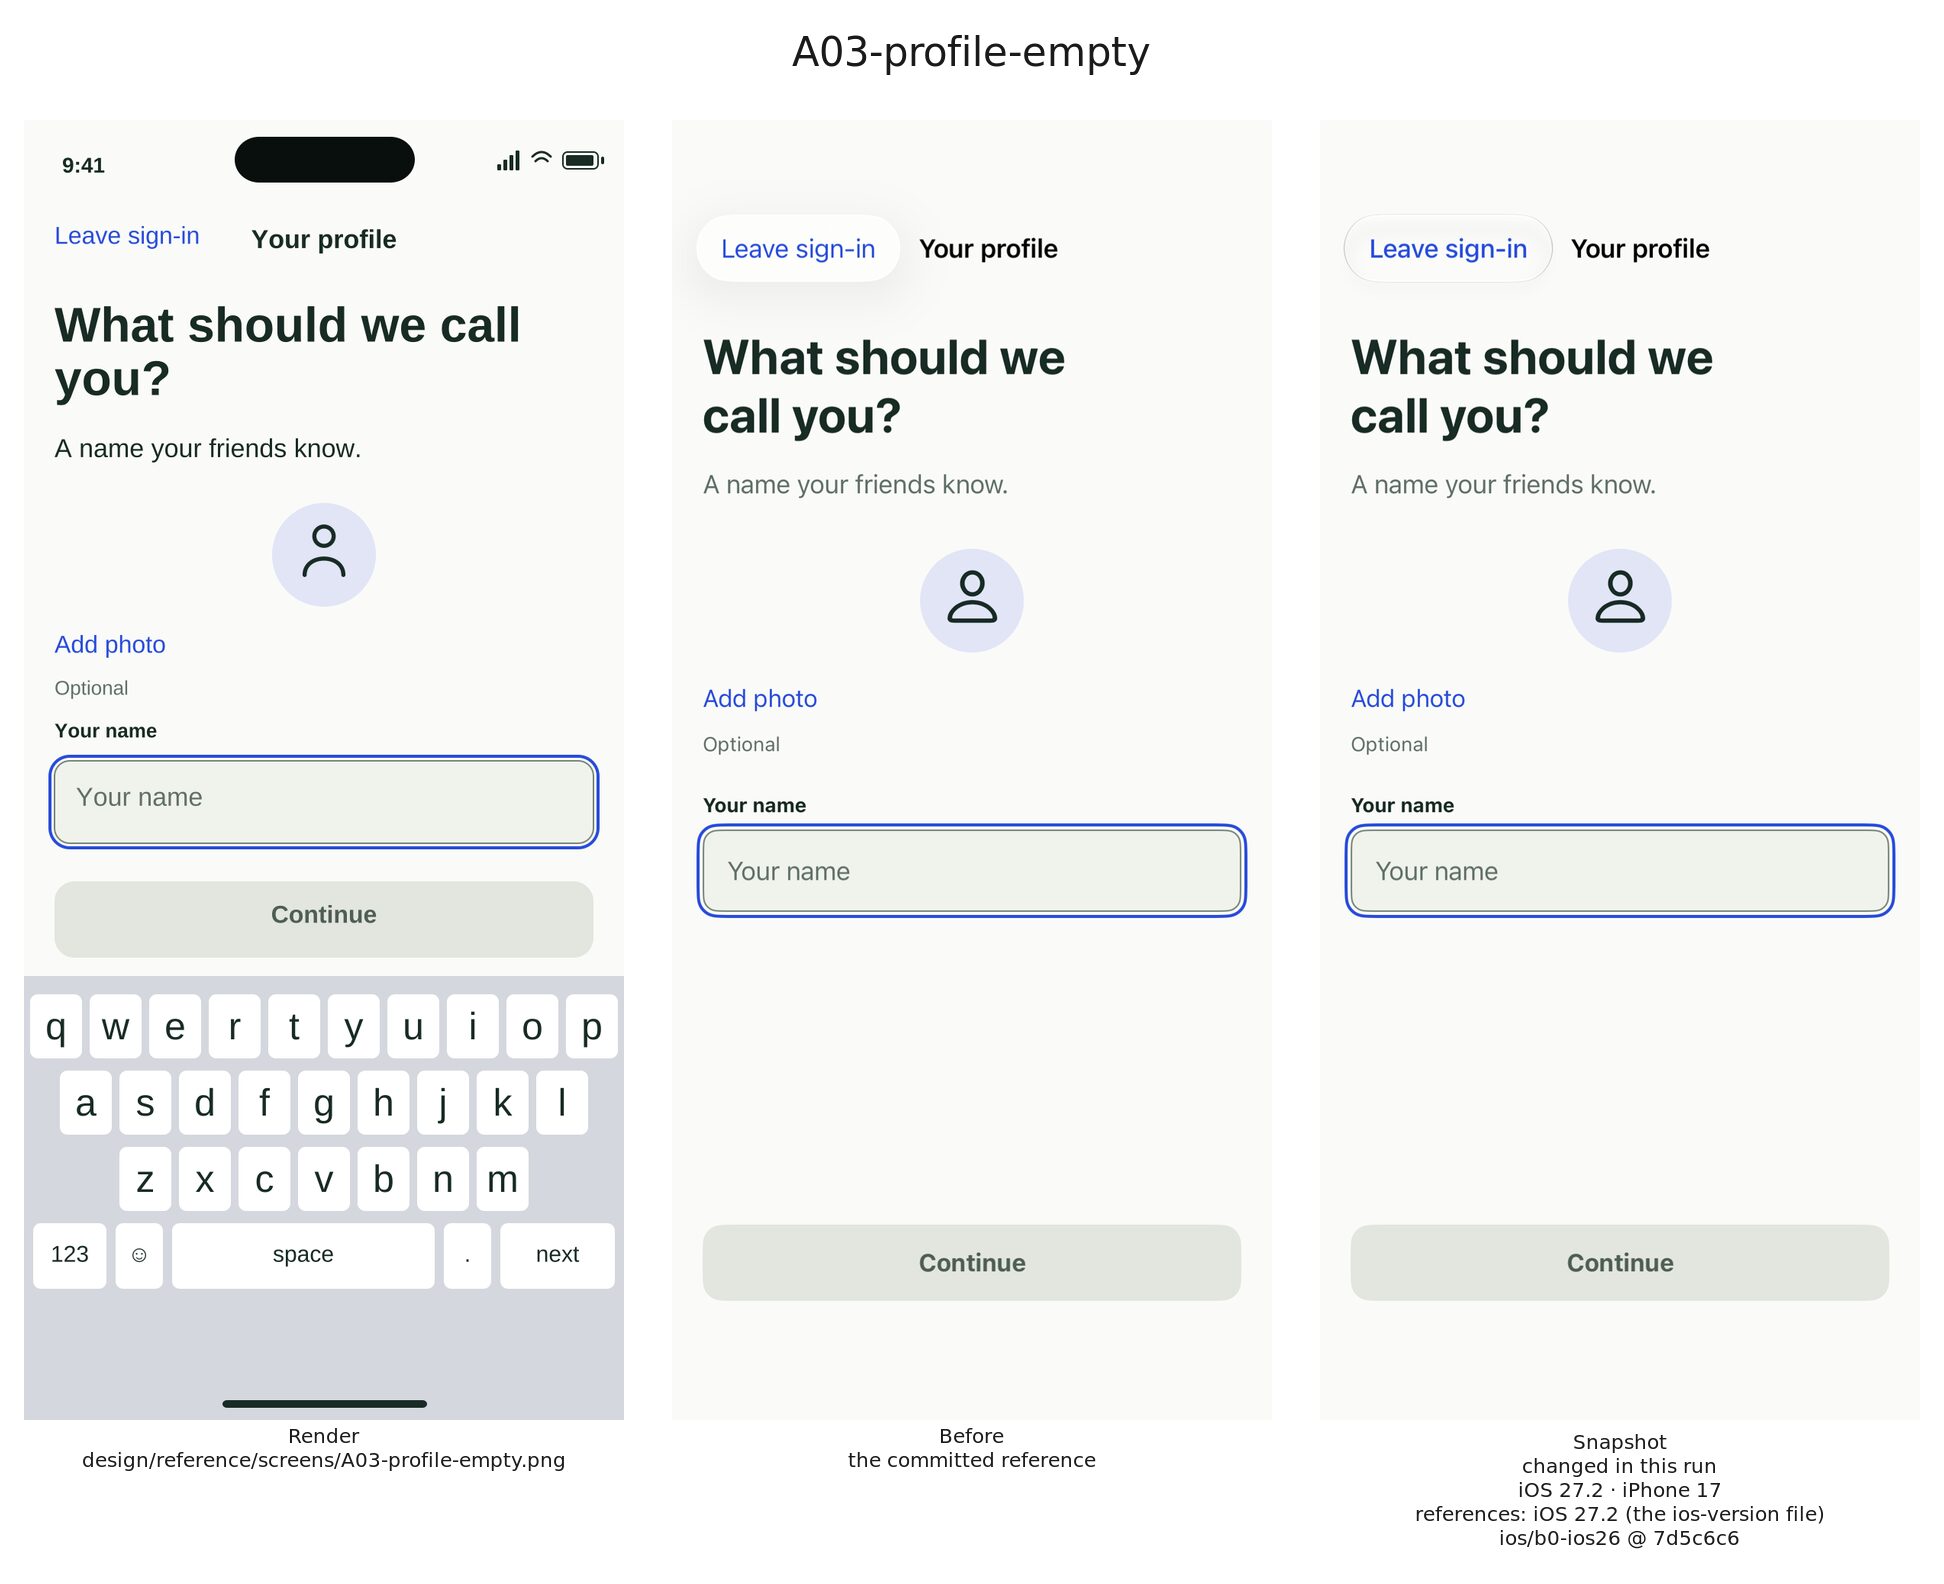 A03-profile-empty
9:41
Leave sign-in
Your profile
What should we call
you?
A name your friends know.
Add photo
Optional
Your name
Your name
Continue
q w e r t y u i o p
a s d f g h j k l
z x c v b n m
123 ☺ space . next
Render
design/reference/screens/A03-profile-empty.png
Leave sign-in
Your profile
What should we
call you?
A name your friends know.
Add photo
Optional
Your name
Your name
Continue
Before
the committed reference
Leave sign-in
Your profile
What should we
call you?
A name your friends know.
Add photo
Optional
Your name
Your name
Continue
Snapshot
changed in this run
iOS 27.2 · iPhone 17
references: iOS 27.2 (the ios-version file)
ios/b0-ios26 @ 7d5c6c6